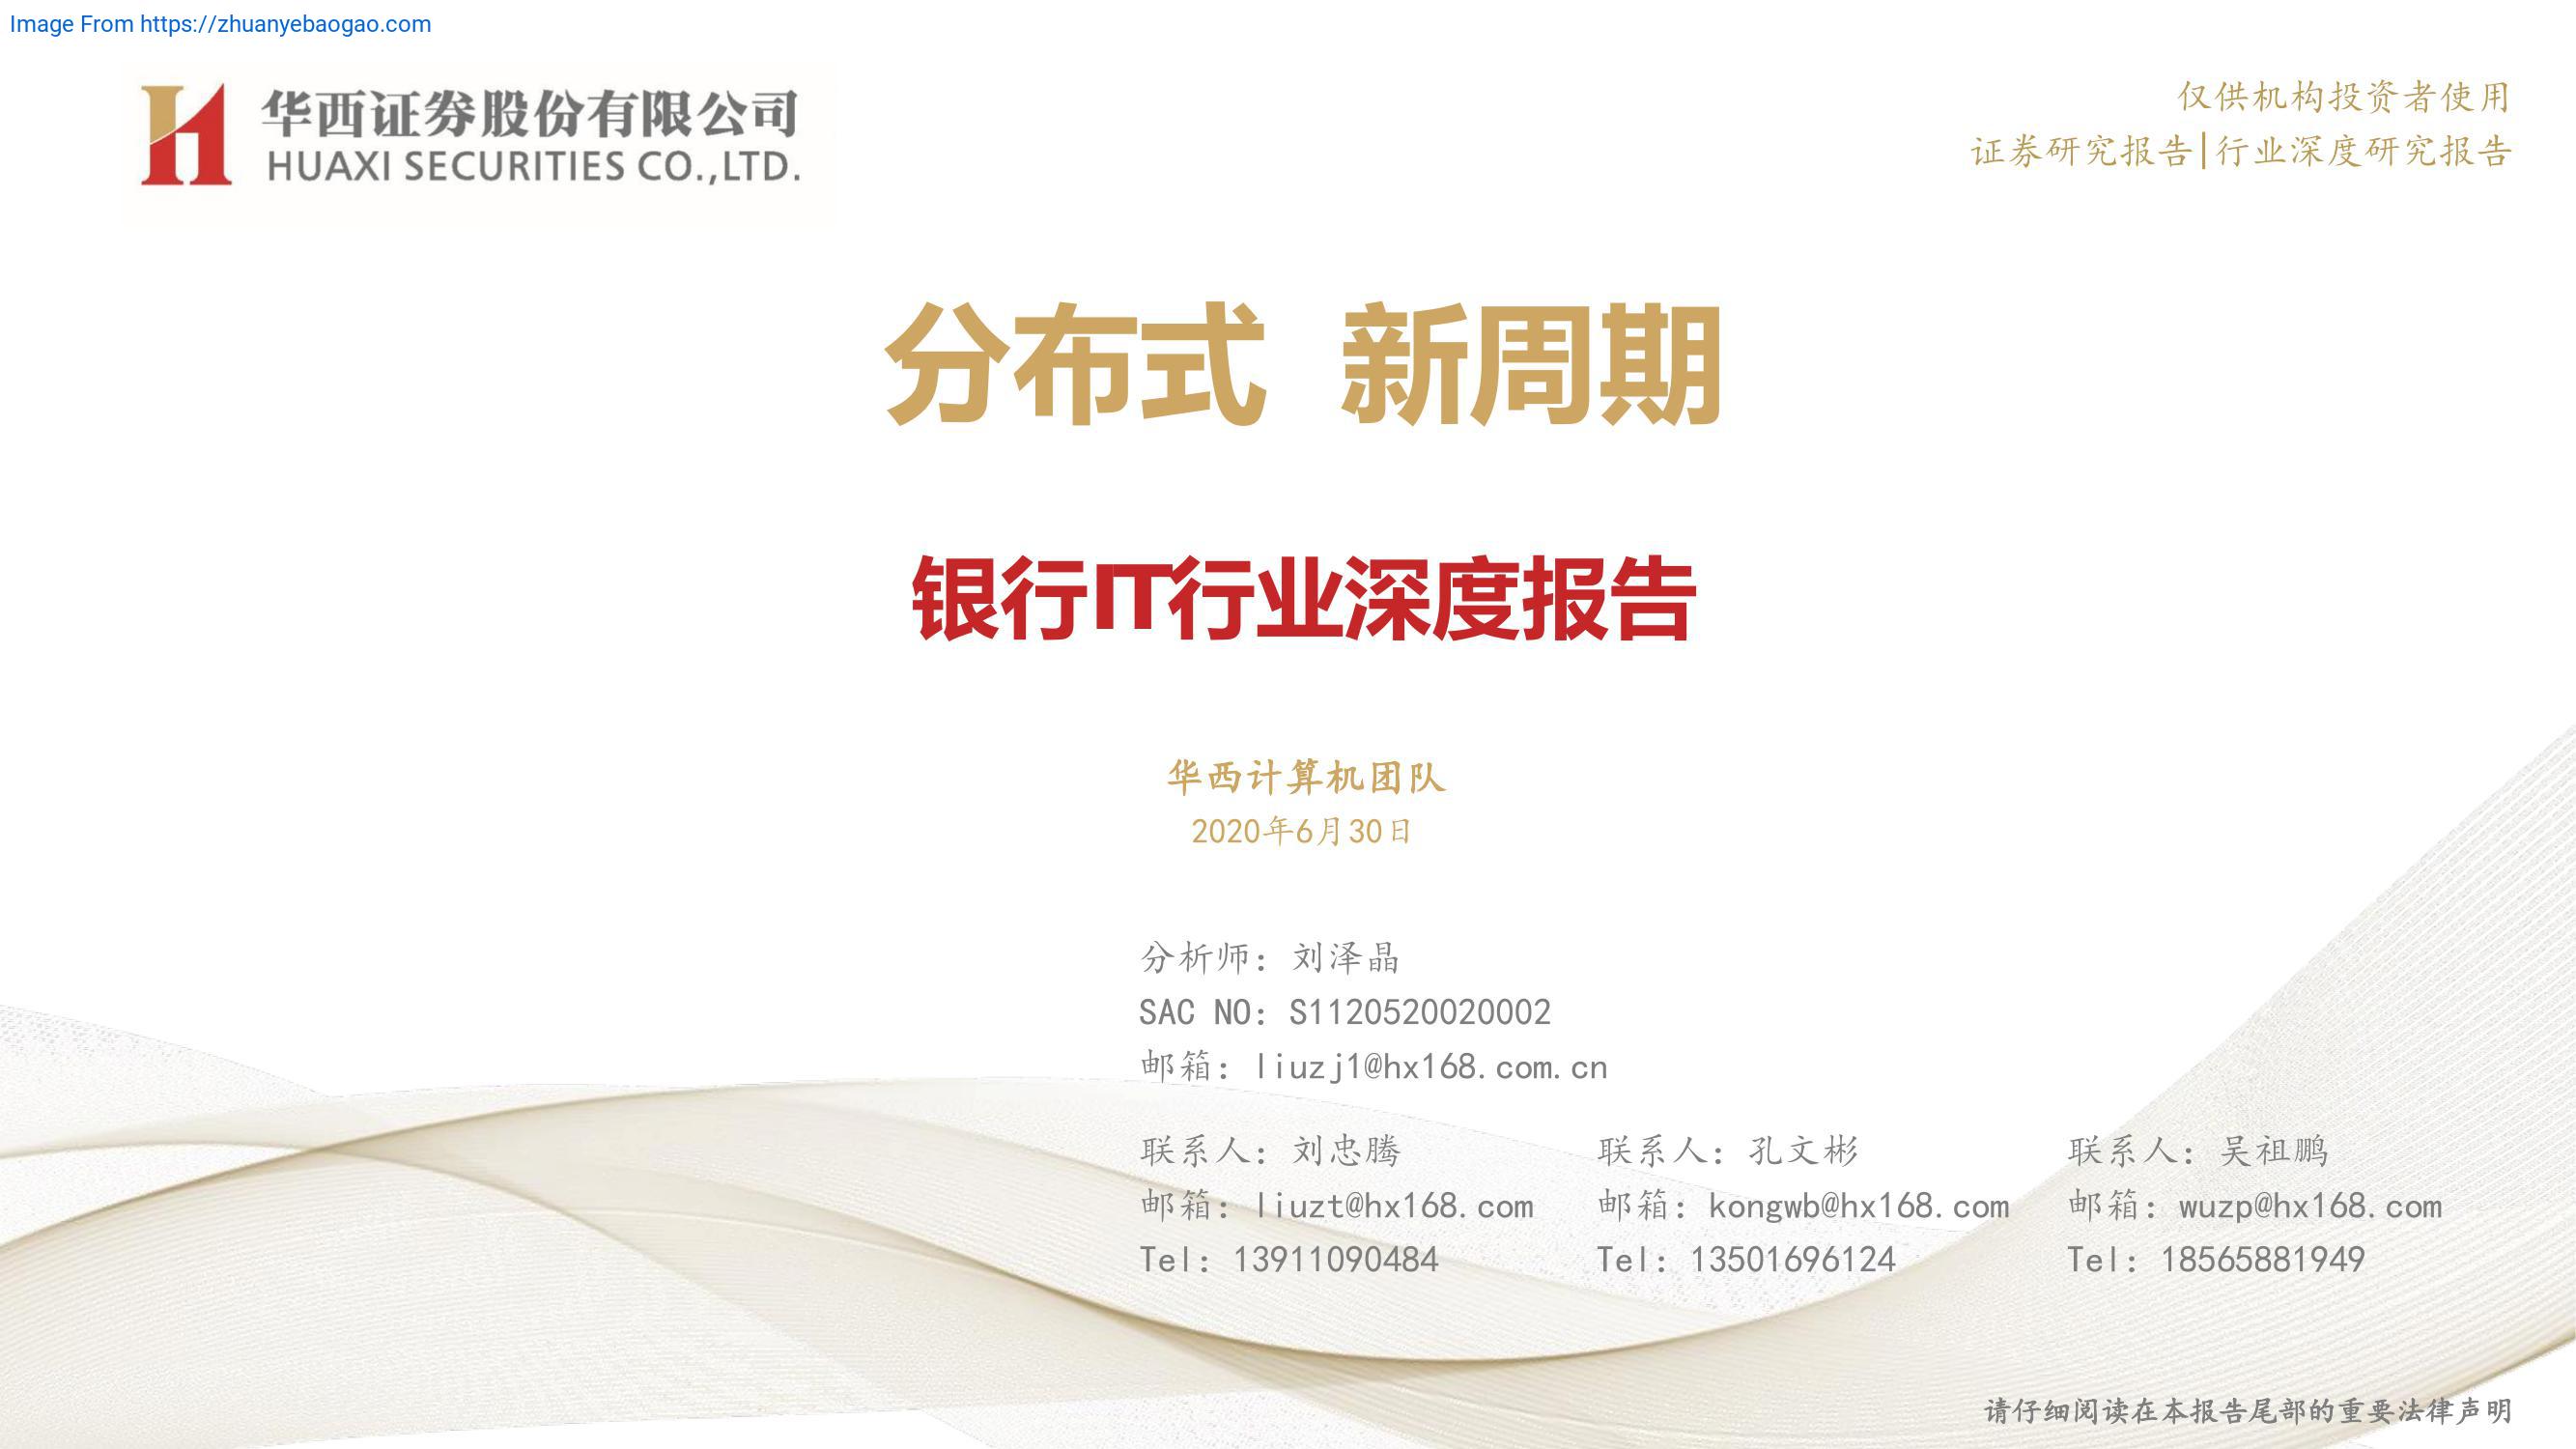 Image From https://zhuanyebaogao.com
华西证券股份有限公司
HUAXI SECURITIES CO.,LTD.
仅供机构投资者使用
证券研究报告|行业深度研究报告
分布式 新周期
银行IT行业深度报告
华西计算机团队
2020年6月30日
分析师：刘泽晶
SAC NO：S1120520020002
邮箱：liuzj1@hx168.com.cn
联系人：刘忠腾
邮箱：liuzt@hx168.com
Tel：13911090484
联系人：孔文彬
邮箱：kongwb@hx168.com
Tel：13501696124
联系人：吴祖鹏
邮箱：wuzp@hx168.com
Tel：18565881949
请仔细阅读在本报告尾部的重要法律声明